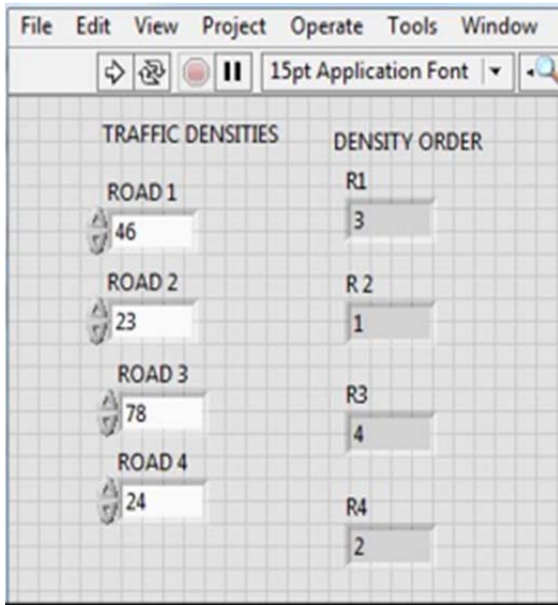 File Edit View Project Operate Tools Window
15pt Application Font
TRAFFIC DENSITIES
ROAD 1
46
ROAD 2
23
ROAD 3
78
ROAD 4
24
DENSITY ORDER
R1
3
R 2
1
R3
4
R4
2